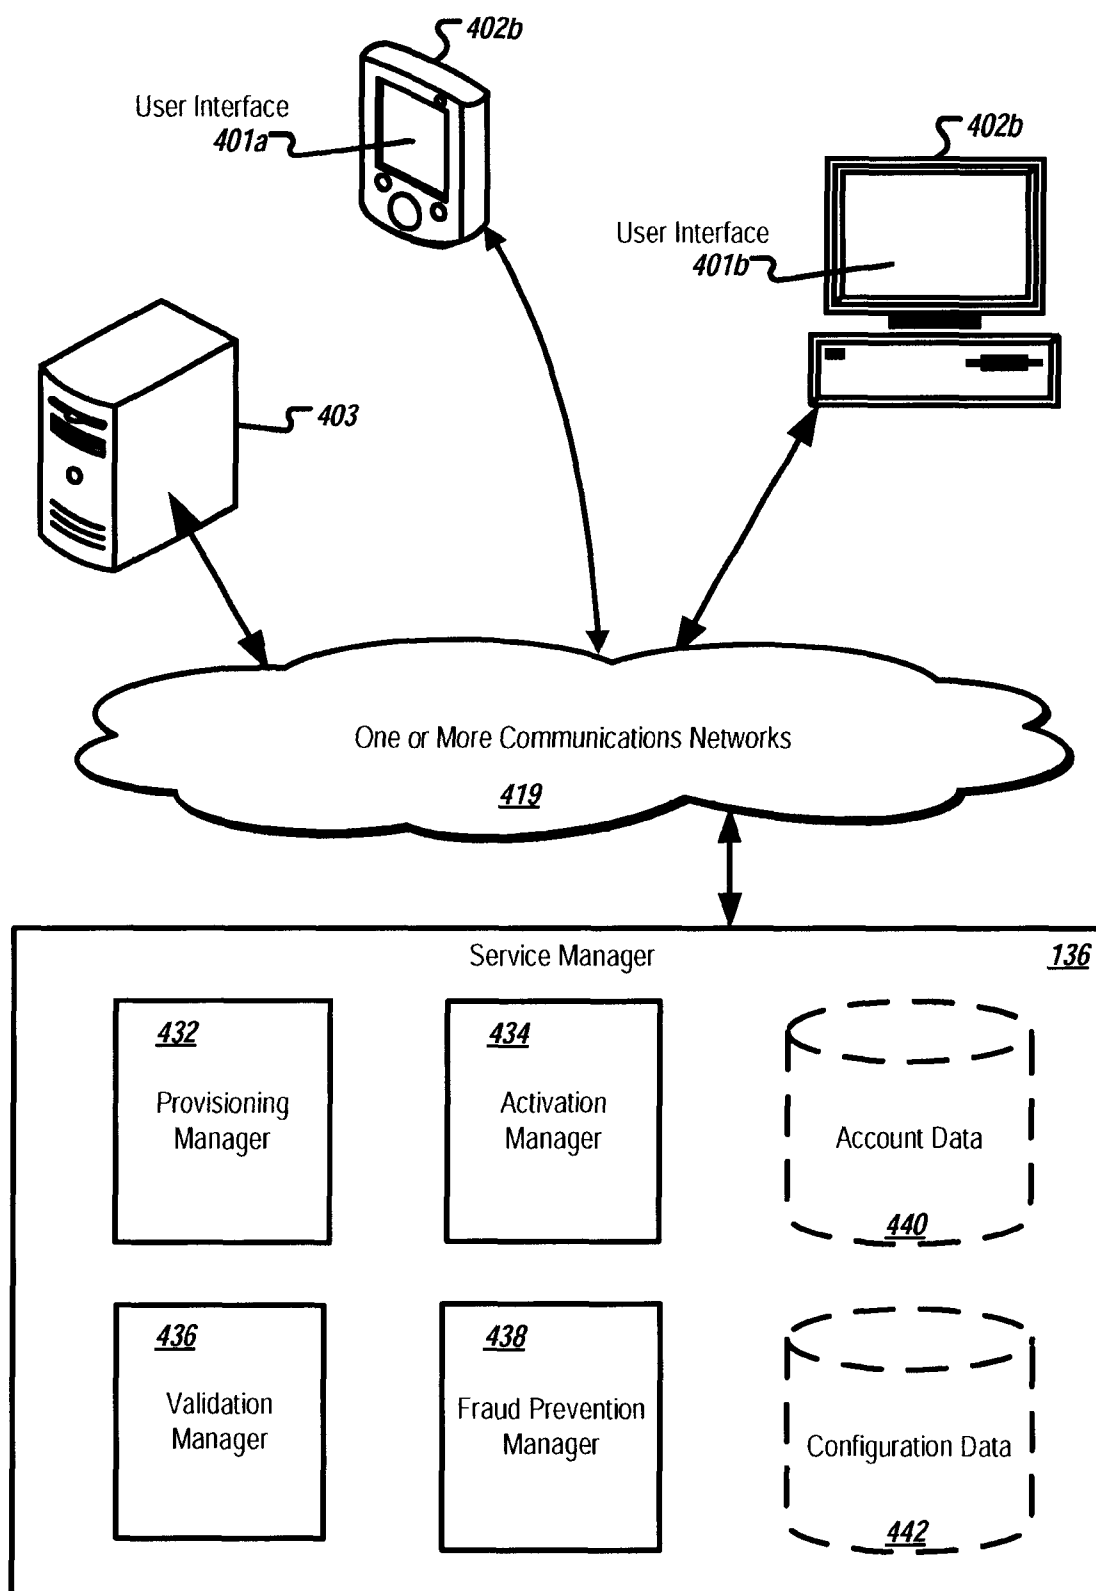 402b
User Interface
401a
402b
User Interface
401b
403
One or More Communications Networks
419
Service Manager
136
432
Provisioning
Manager
434
Activation
Manager
Account Data
440
436
Validation
Manager
438
Fraud Prevention
Manager
Configuration Data
442